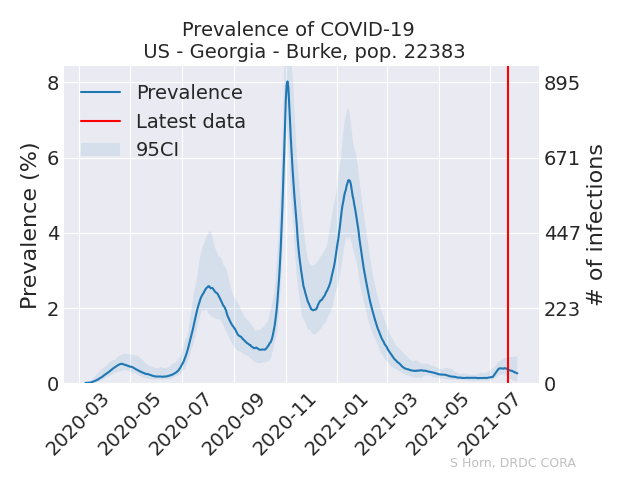 Prevalence of COVID-19
US - Georgia - Burke, pop. 22383
Prevalence
Latest data
95CI
Prevalence (%)
8
6
4
2
0
895
671
447
223
0
# of infections
2020-03
2020-05
2020-07
2020-09
2020-11
2021-01
2021-03
2021-05
2021-07
S Horn, DRDC CORA